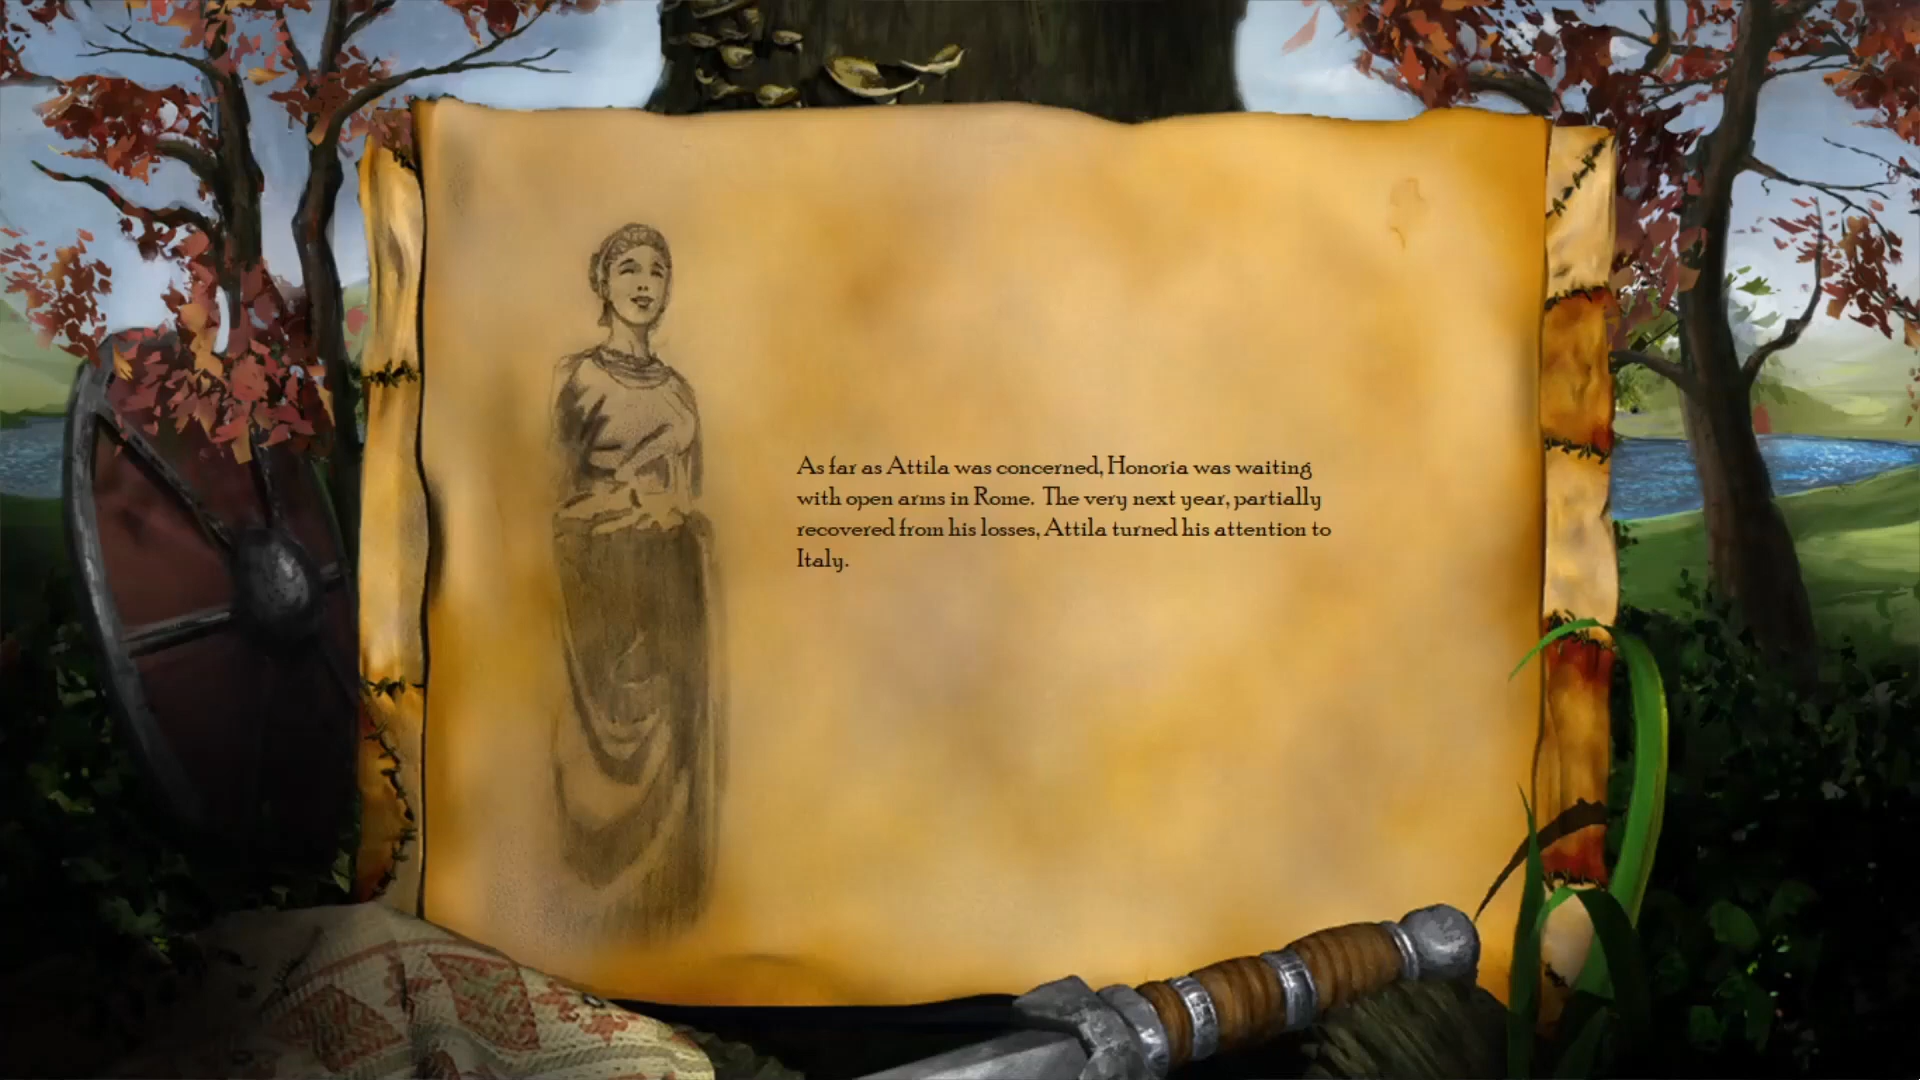 As far as Attila was concerned, Honoria was waiting
with open arms in Rome.  The very next year, partially
recovered from his losses, Attila turned his attention to
Italy.